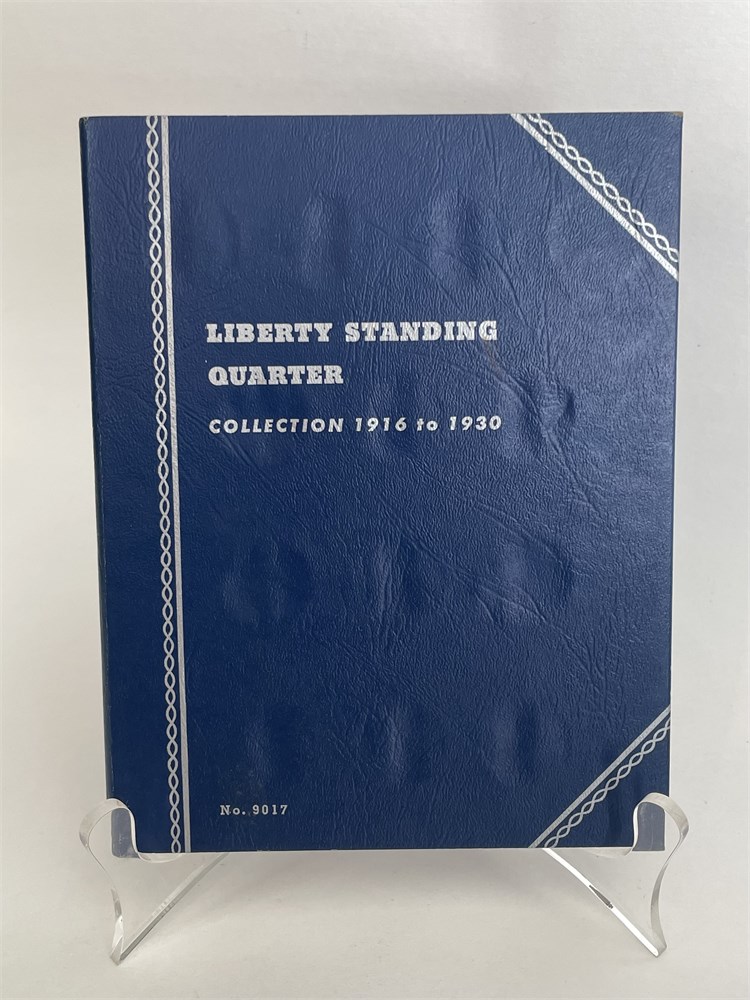 LIBERTY STANDING
QUARTER
COLLECTION 1916 to 1930
No. 9017